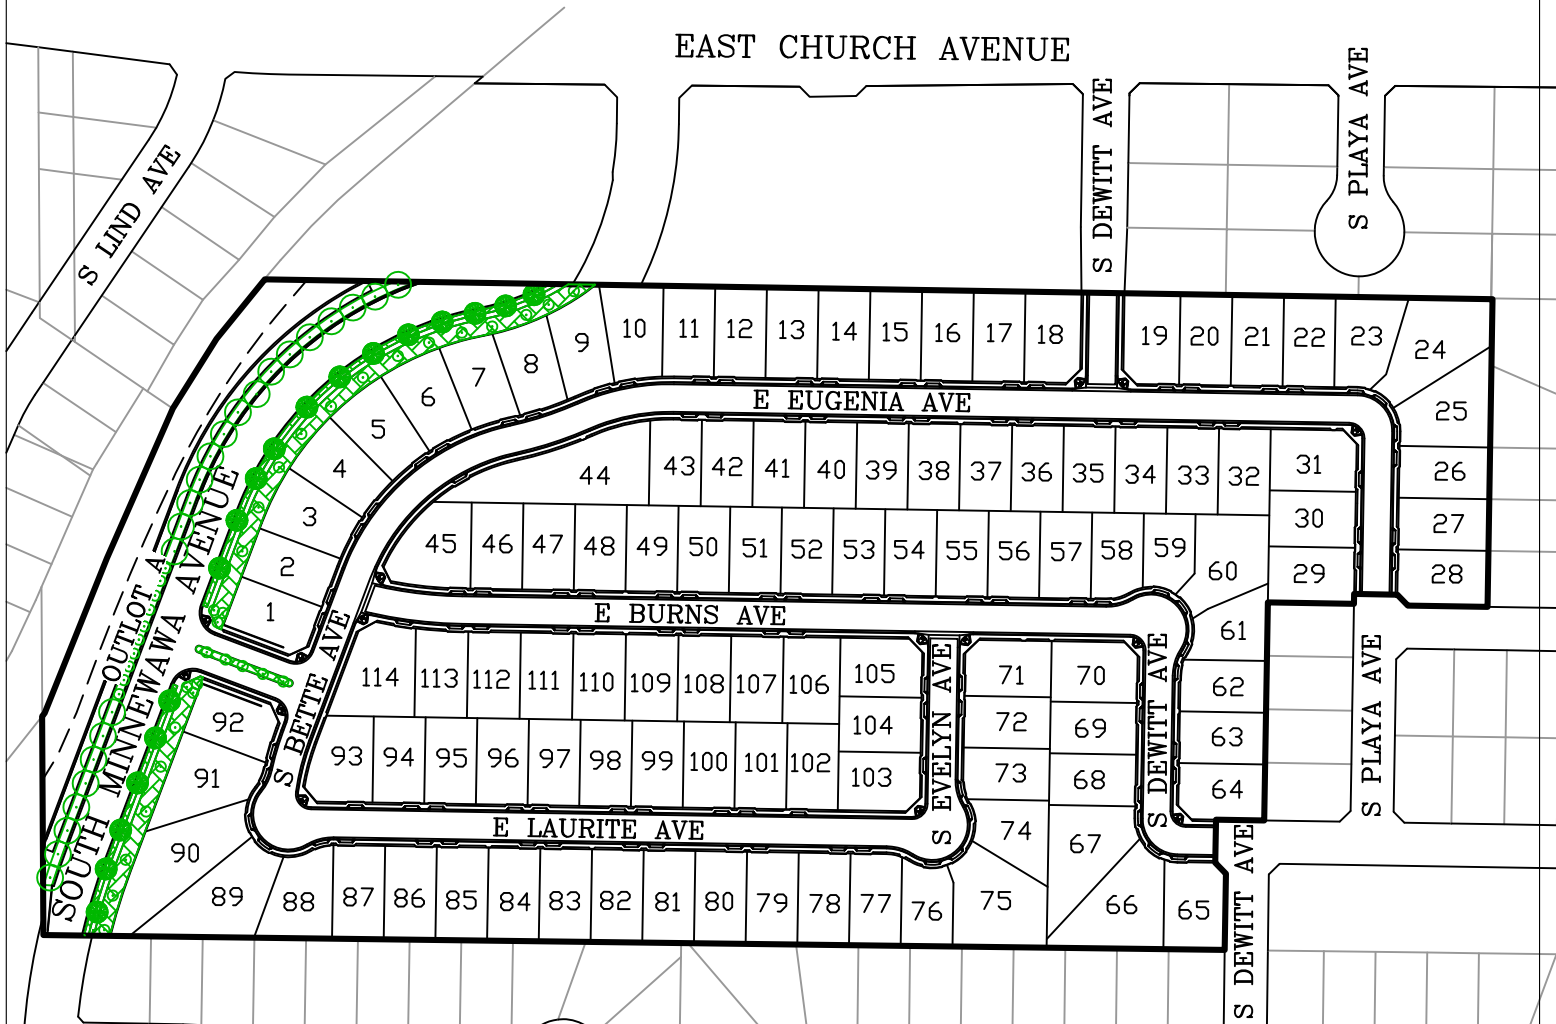 EAST CHURCH AVENUE
S LIND AVE
S DEWITT AVE
S PLAYA AVE
10 11 12 13 14 15 16 17 18 19 20 21 22 23 24
9
8
7
6
5
4
3
2
1
E EUGENIA AVE
25
26
27
28
44 43 42 41 40 39 38 37 36 35 34 33 32 31
30
29
45 46 47 48 49 50 51 52 53 54 55 56 57 58 59 60
61
62
63
64
E BURNS AVE
OUTLOT A
SOUTH MINNEWAWA AVENUE
S BETTE AVE
S EVELYN AVE
S DEWITT AVE
S PLAYA AVE
114 113 112 111 110 109 108 107 106 105
104
103
93 94 95 96 97 98 99 100 101 102
71 70
72 69
73 68
74 67
E LAURITE AVE
92
91
90
89 88 87 86 85 84 83 82 81 80 79 78 77 76 75 66 65
S DEWITT AVE